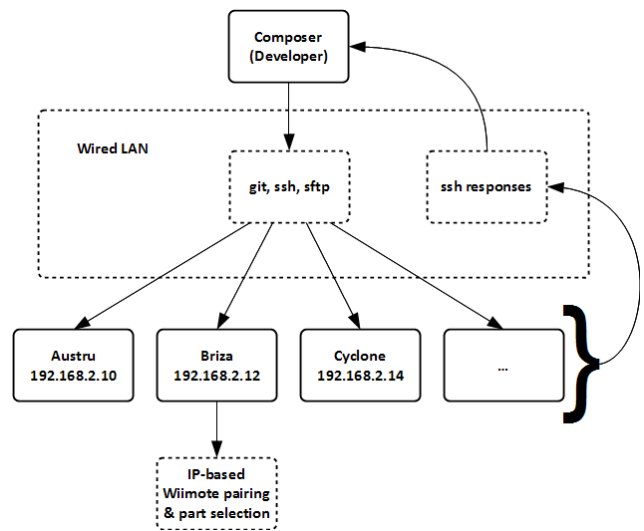 Composer
(Developer)
Wired LAN
git, ssh, sftp
ssh responses
Austru
192.168.2.10
Briza
192.168.2.12
Cyclone
192.168.2.14
...
}
IP-based
Wiimote pairing
& part selection